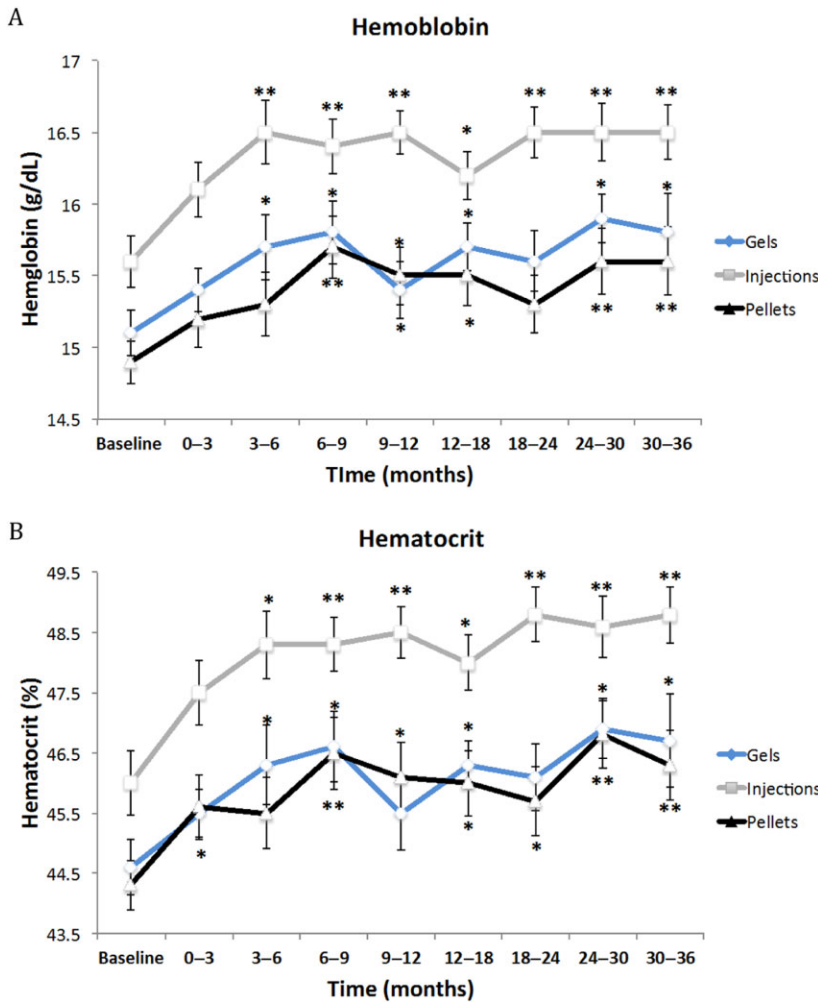 A
Hemoblobin
Hemglobin (g/dL)
17
16.5
16
15.5
15
14.5
** ** ** * ** ** **
* * * * * *
** * * ** **
Baseline 0–3 3–6 6–9 9–12 12–18 18–24 24–30 30–36
TIme (months)
Gels
Injections
Pellets
B
Hematocrit
Hematocrit (%)
49.5
48.5
47.5
46.5
45.5
44.5
43.5
* ** ** * ** ** **
* * * * * *
* ** * * ** **
Baseline 0–3 3–6 6–9 9–12 12–18 18–24 24–30 30–36
Time (months)
Gels
Injections
Pellets